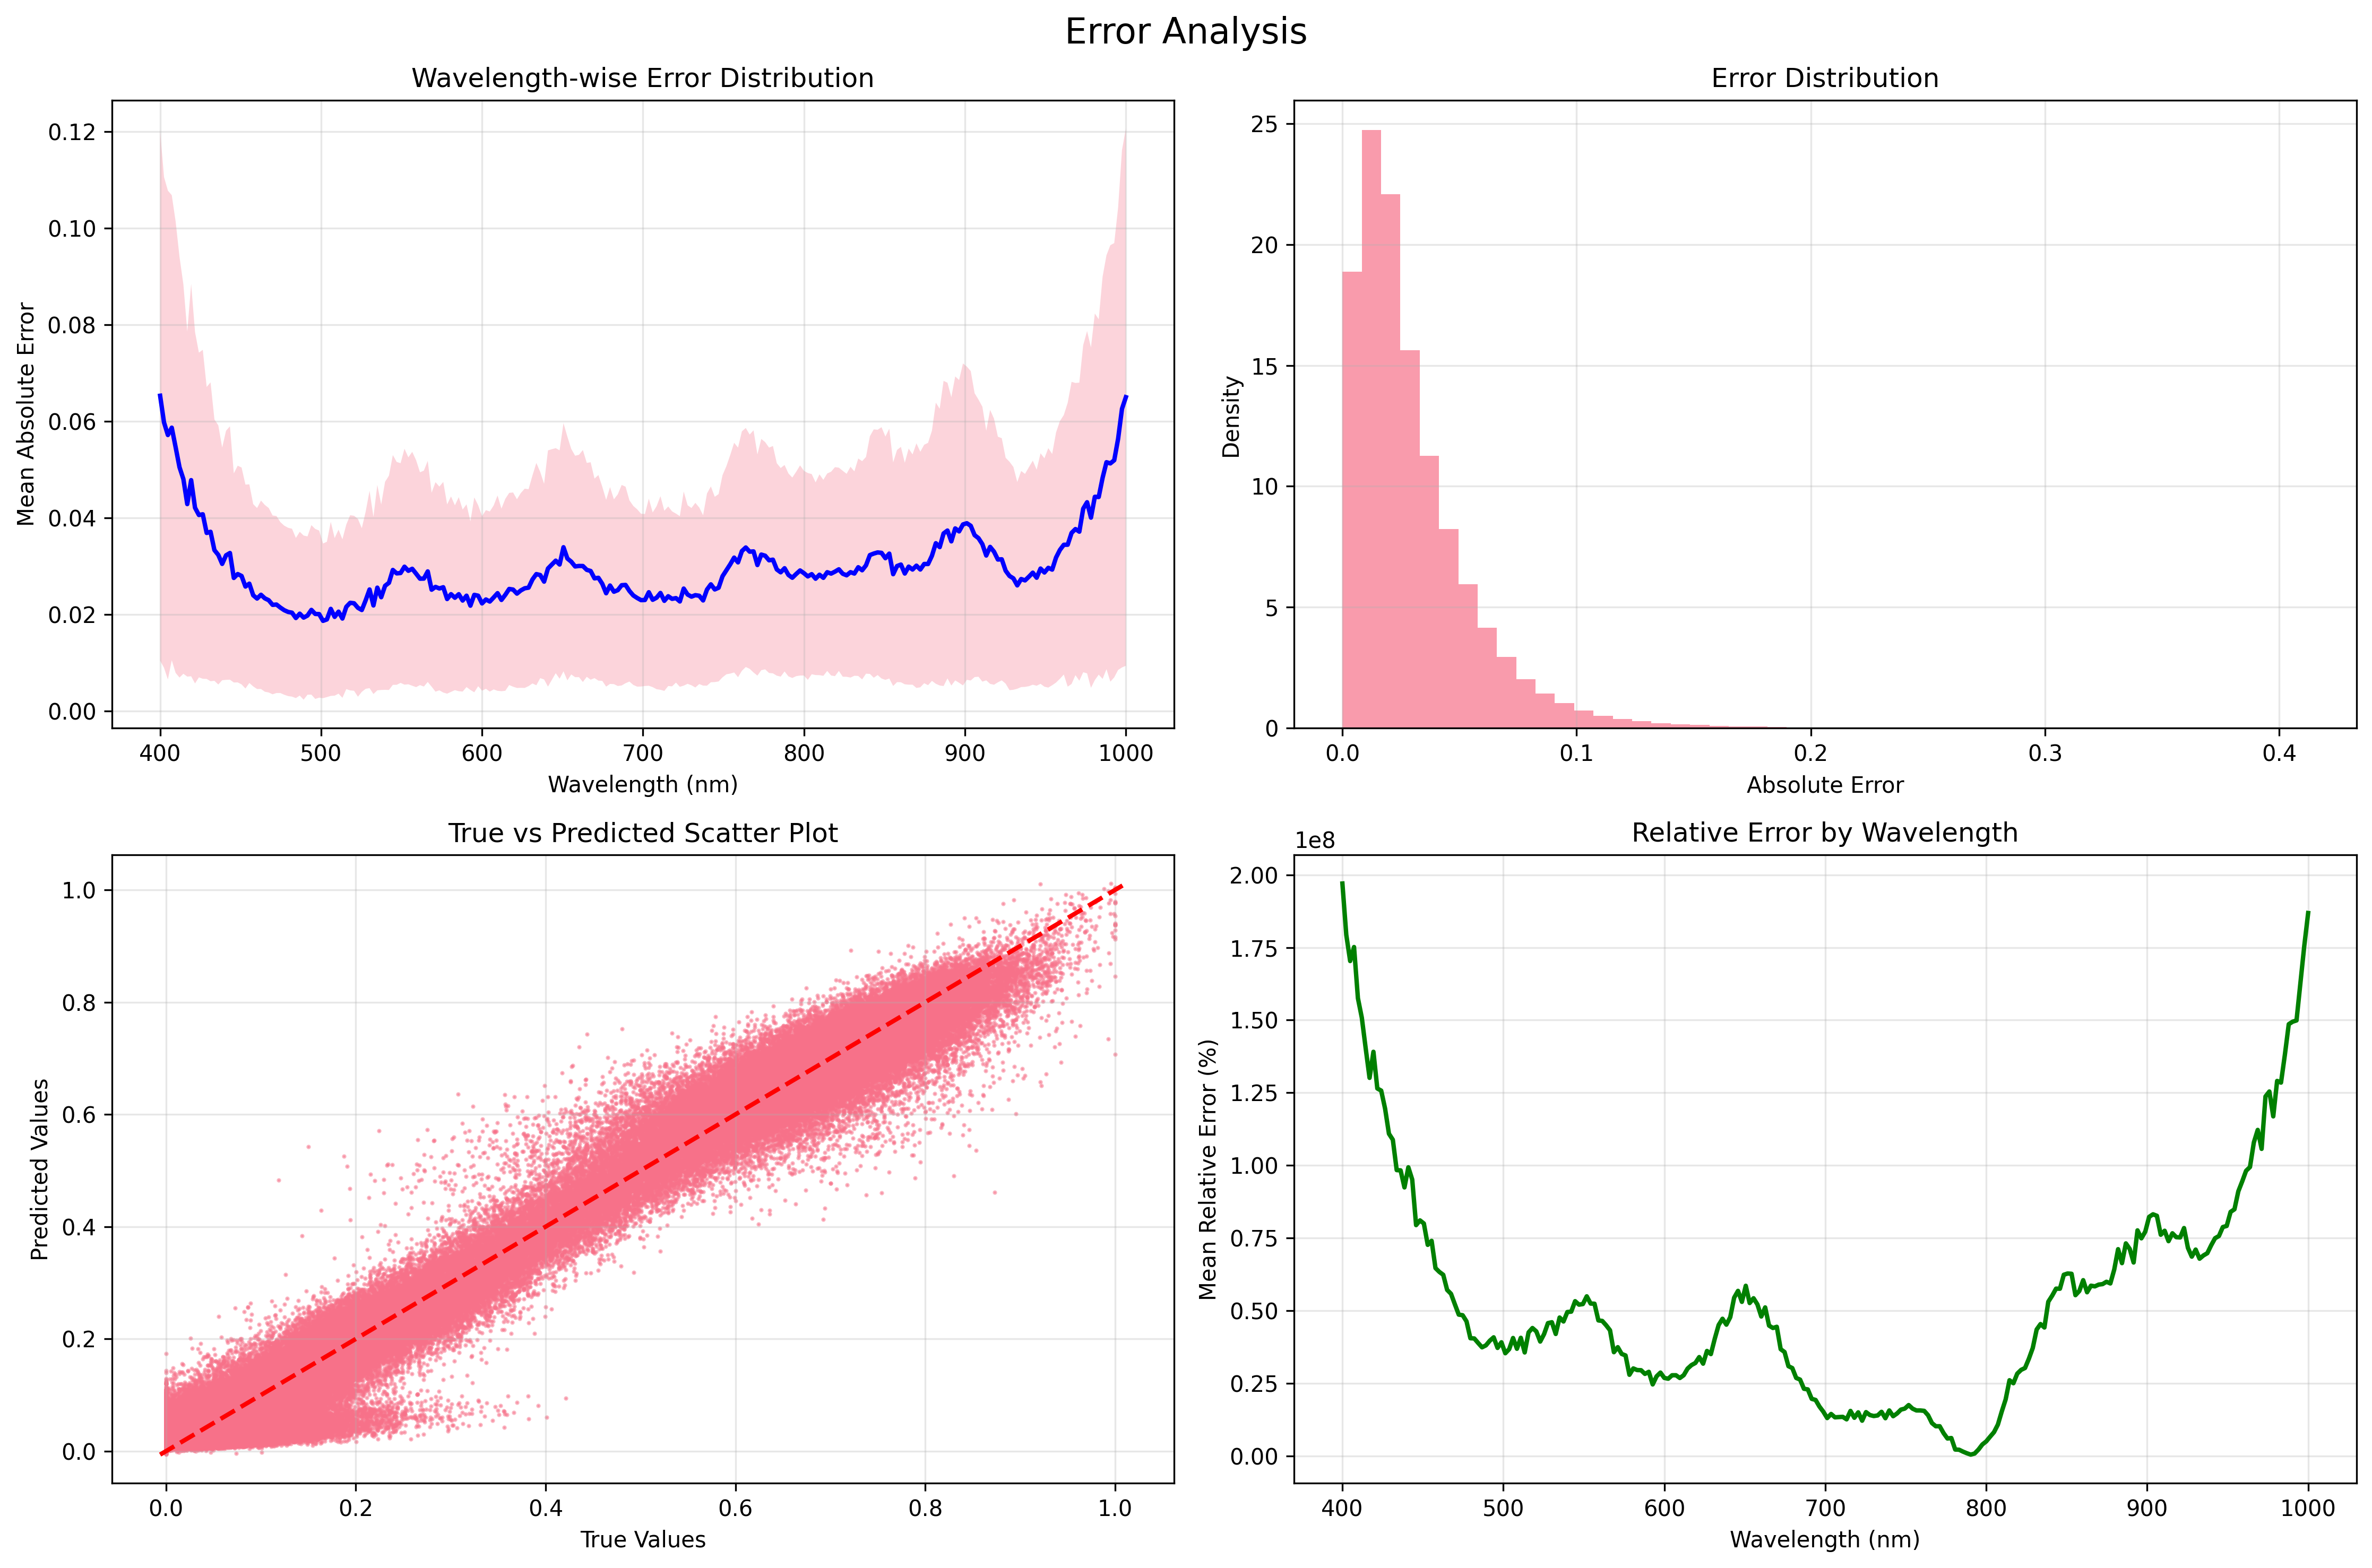 Error Analysis
Wavelength-wise Error Distribution
Mean Absolute Error
0.12
0.10
0.08
0.06
0.04
0.02
0.00
400 500 600 700 800 900 1000
Wavelength (nm)
Error Distribution
Density
25
20
15
10
5
0
0.0 0.1 0.2 0.3 0.4
Absolute Error
True vs Predicted Scatter Plot
Predicted Values
1.0
0.8
0.6
0.4
0.2
0.0
0.0 0.2 0.4 0.6 0.8 1.0
True Values
Relative Error by Wavelength
1e8
Mean Relative Error (%)
2.00
1.75
1.50
1.25
1.00
0.75
0.50
0.25
0.00
400 500 600 700 800 900 1000
Wavelength (nm)